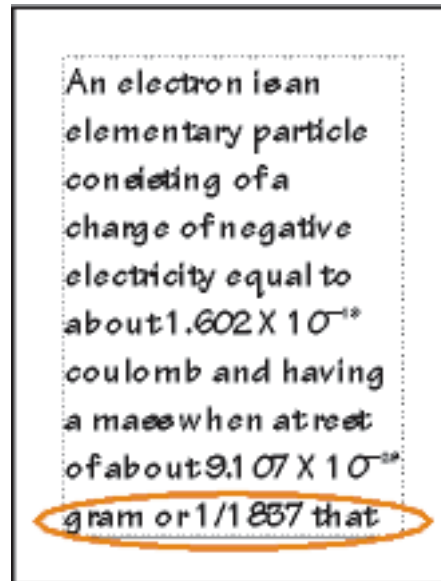 An electron is an
elementary particle
consisting of a
charge of negative
electricity equal to
about 1.602 X 10
coulomb and having
a mass when at rest
of about 9.107 X 10
gram or 1/1837 that